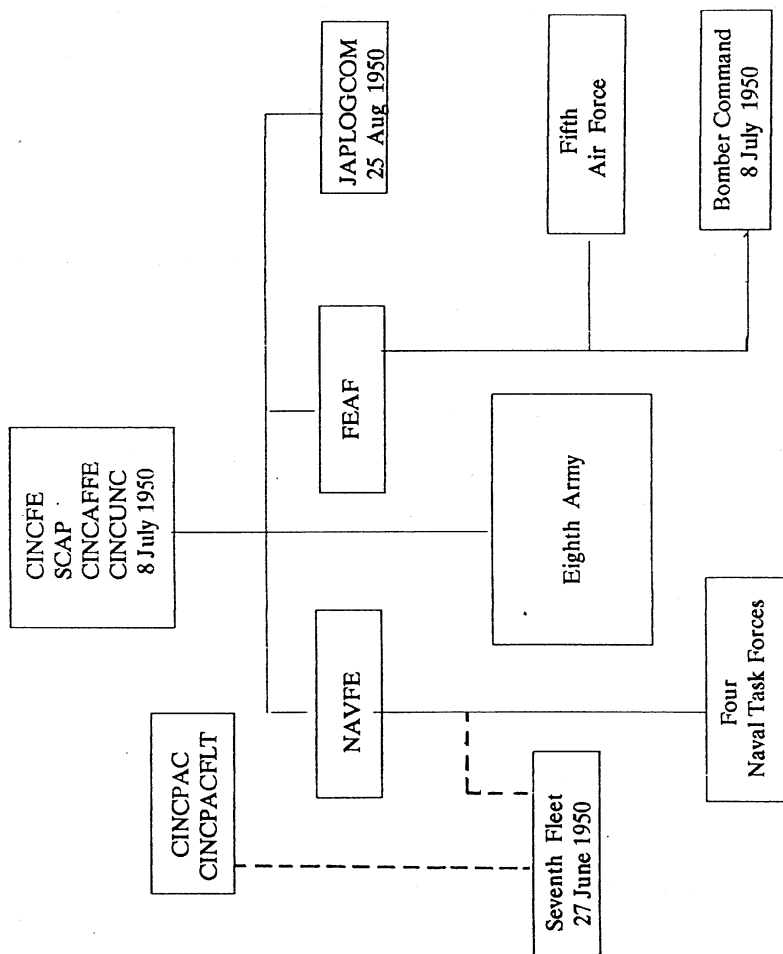 CINCFE
SCAP
CINCAFFE
CINCUNC
8 July 1950
CINCPAC
CINCPACFLT
NAVFE
FEAF
JAPLOGCOM
25 Aug 1950
Seventh Fleet
27 June 1950
Eighth Army
Fifth
Air Force
Four
Naval Task Forces
Bomber Command
8 July 1950